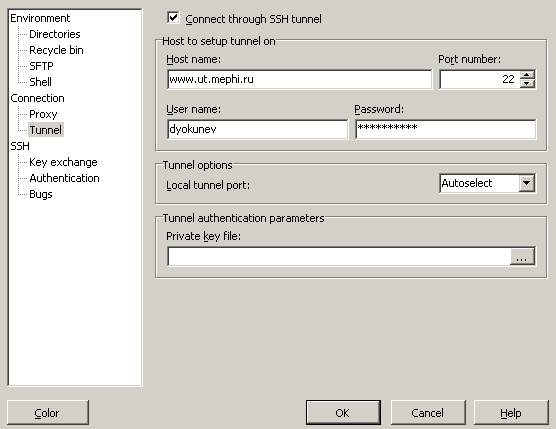 Environment
Directories
Recycle bin
SFTP
Shell
Connection
Proxy
Tunnel
SSH
Key exchange
Authentication
Bugs
Connect through SSH tunnel
Host to setup tunnel on
Host name: Port number:
www.ut.mephi.ru 22
User name: Password:
dyokunev **********
Tunnel options
Local tunnel port: Autoselect
Tunnel authentication parameters
Private key file:
...
Color OK Cancel Help